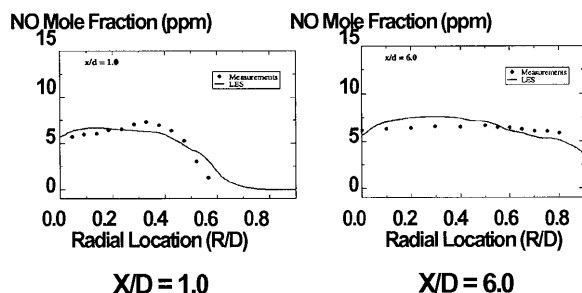 NO Mole Fraction (ppm)
15
10
5
0
x/d = 1.0
Measurements
LES
0.0 0.2 0.4 0.6 0.8
Radial Location (R/D)
X/D = 1.0
NO Mole Fraction (ppm)
15
10
5
0
x/d = 6.0
Measurements
LES
0.0 0.2 0.4 0.6 0.8
Radial Location (R/D)
X/D = 6.0